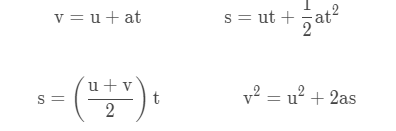 v = u + at
s = ut + 1/2 at²
s = (u + v / 2) t
v² = u² + 2as